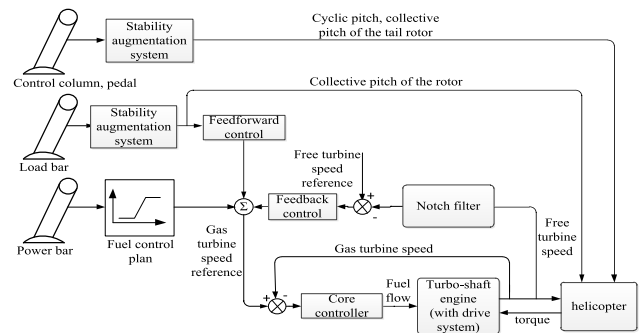 Cyclic pitch, collective
pitch of the tail rotor
Stability
augmentation
system
Control column, pedal
Collective pitch of the rotor
Stability
augmentation
system
Feedforward
control
Load bar
Free turbine
speed
reference
+
-
Σ
Feedback
control
Notch filter
Power bar
Fuel control
plan
Gas
turbine
speed
reference
Free
turbine
speed
Gas turbine speed
+
-
Core
controller
Fuel
flow
Turbo-shaft
engine
(with drive
system)
torque
helicopter